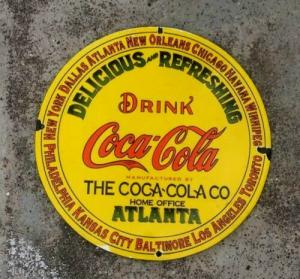 NEW YORK DALLAS ATLANTA NEW ORLEANS CHICAGO HAVANA WINNIPEG
DELICIOUS AND REFRESHING
DRINK
Coca-Cola
MANUFACTURED BY
THE COCA-COLA CO
HOME OFFICE
ATLANTA
PHILADELPHIA KANSAS CITY BALTIMORE LOS ANGELES TORONTO